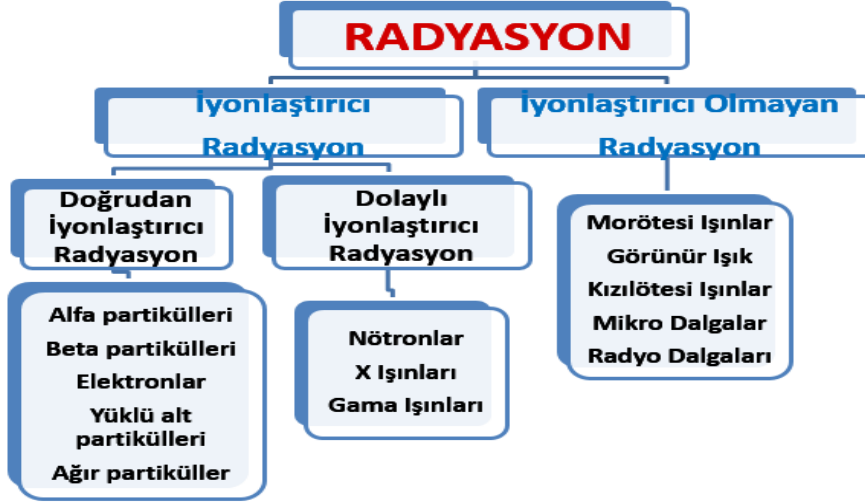 RADYASYON
İyonlaştırıcı
Radyasyon
İyonlaştırıcı Olmayan
Radyasyon
Doğrudan
İyonlaştırıcı
Radyasyon
Dolaylı
İyonlaştırıcı
Radyasyon
Alfa partikülleri
Beta partikülleri
Elektronlar
Yüklü alt
partikülleri
Ağır partiküller
Nötronlar
X Işınları
Gama Işınları
Morötesi Işınlar
Görünür Işık
Kızılötesi Işınlar
Mikro Dalgalar
Radyo Dalgaları